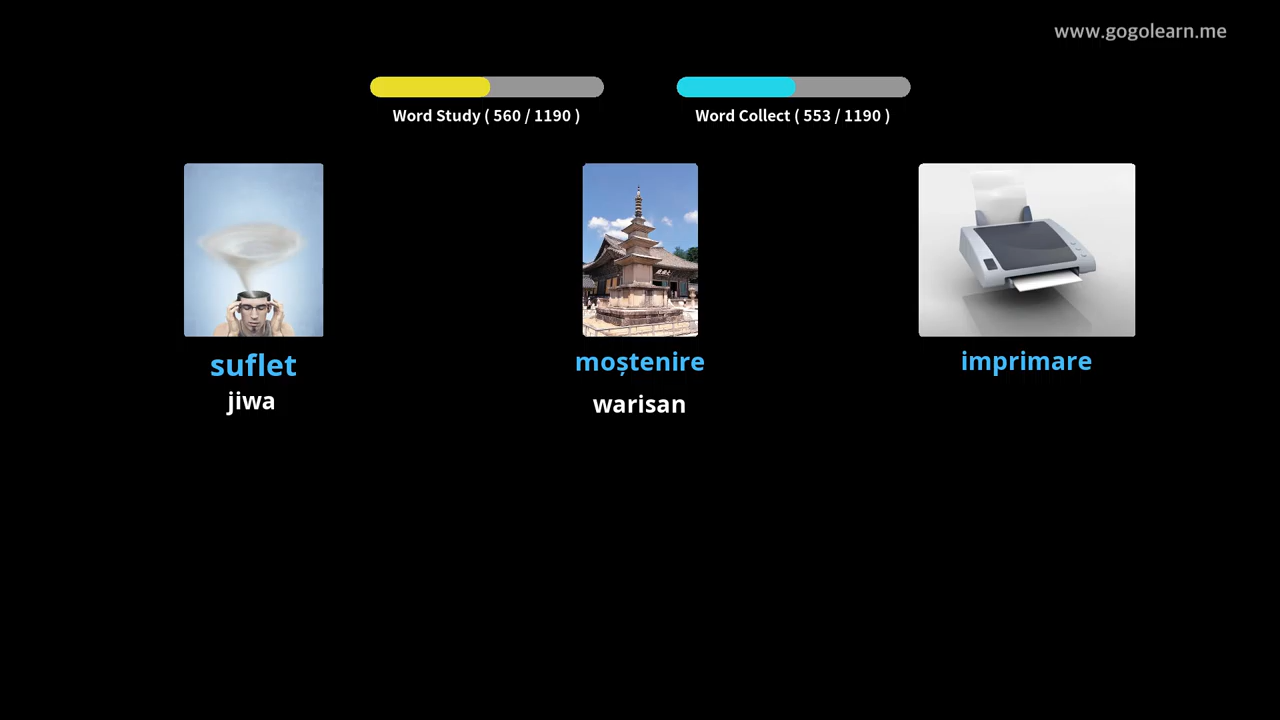 www.gogolearn.me
Word Study ( 560 / 1190 )
Word Collect ( 553 / 1190 )
suflet
jiwa
moștenire
warisan
imprimare